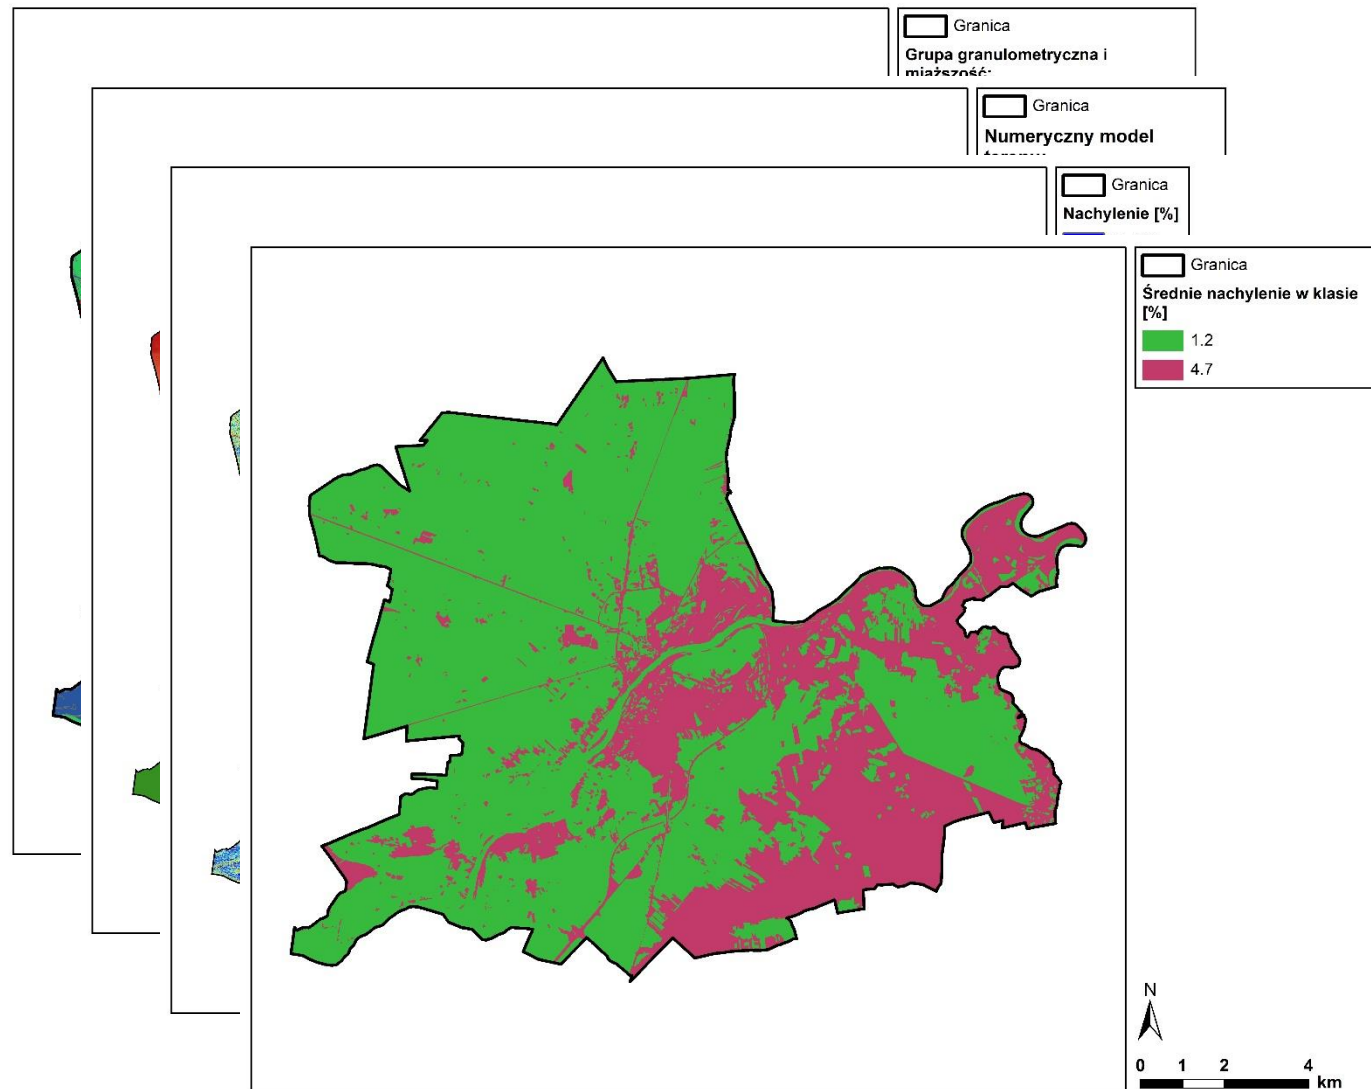 Granica
Grupa granulometryczna i
miąższość:
Granica
Numeryczny model
Granica
Nachylenie [%]
Granica
Średnie nachylenie w klasie
[%]
1.2
4.7
N
0 1 2 4
km